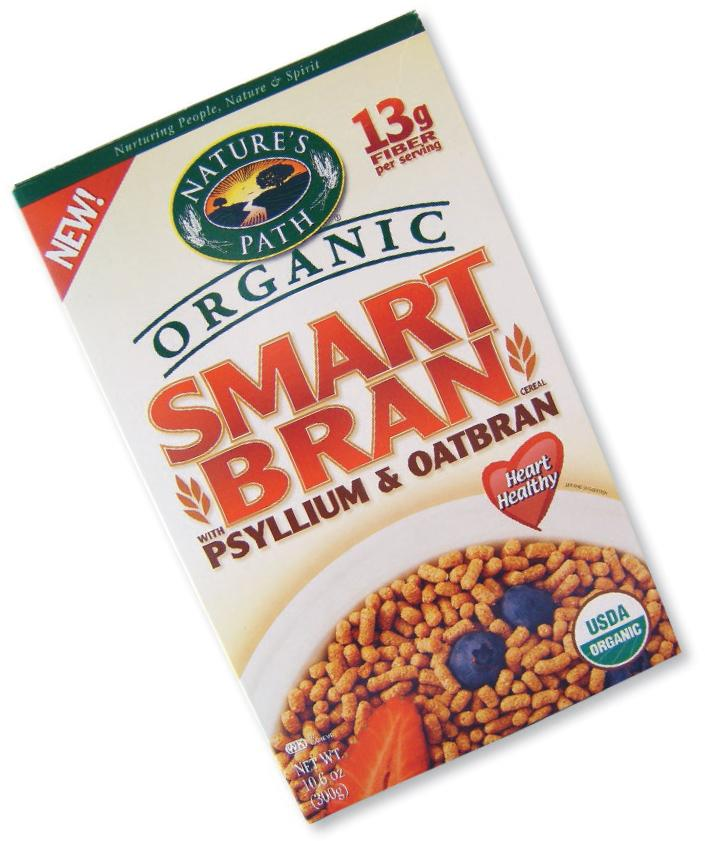 Nurturing People, Nature & Spirit
NEW!
NATURE'S
PATH®
13g
FIBER
per serving
ORGANIC
SMART
BRAN
CEREAL
WITH
PSYLLIUM & OATBRAN
Heart
Healthy
USDA
ORGANIC
NET WT.
10.6 oz
(300g)